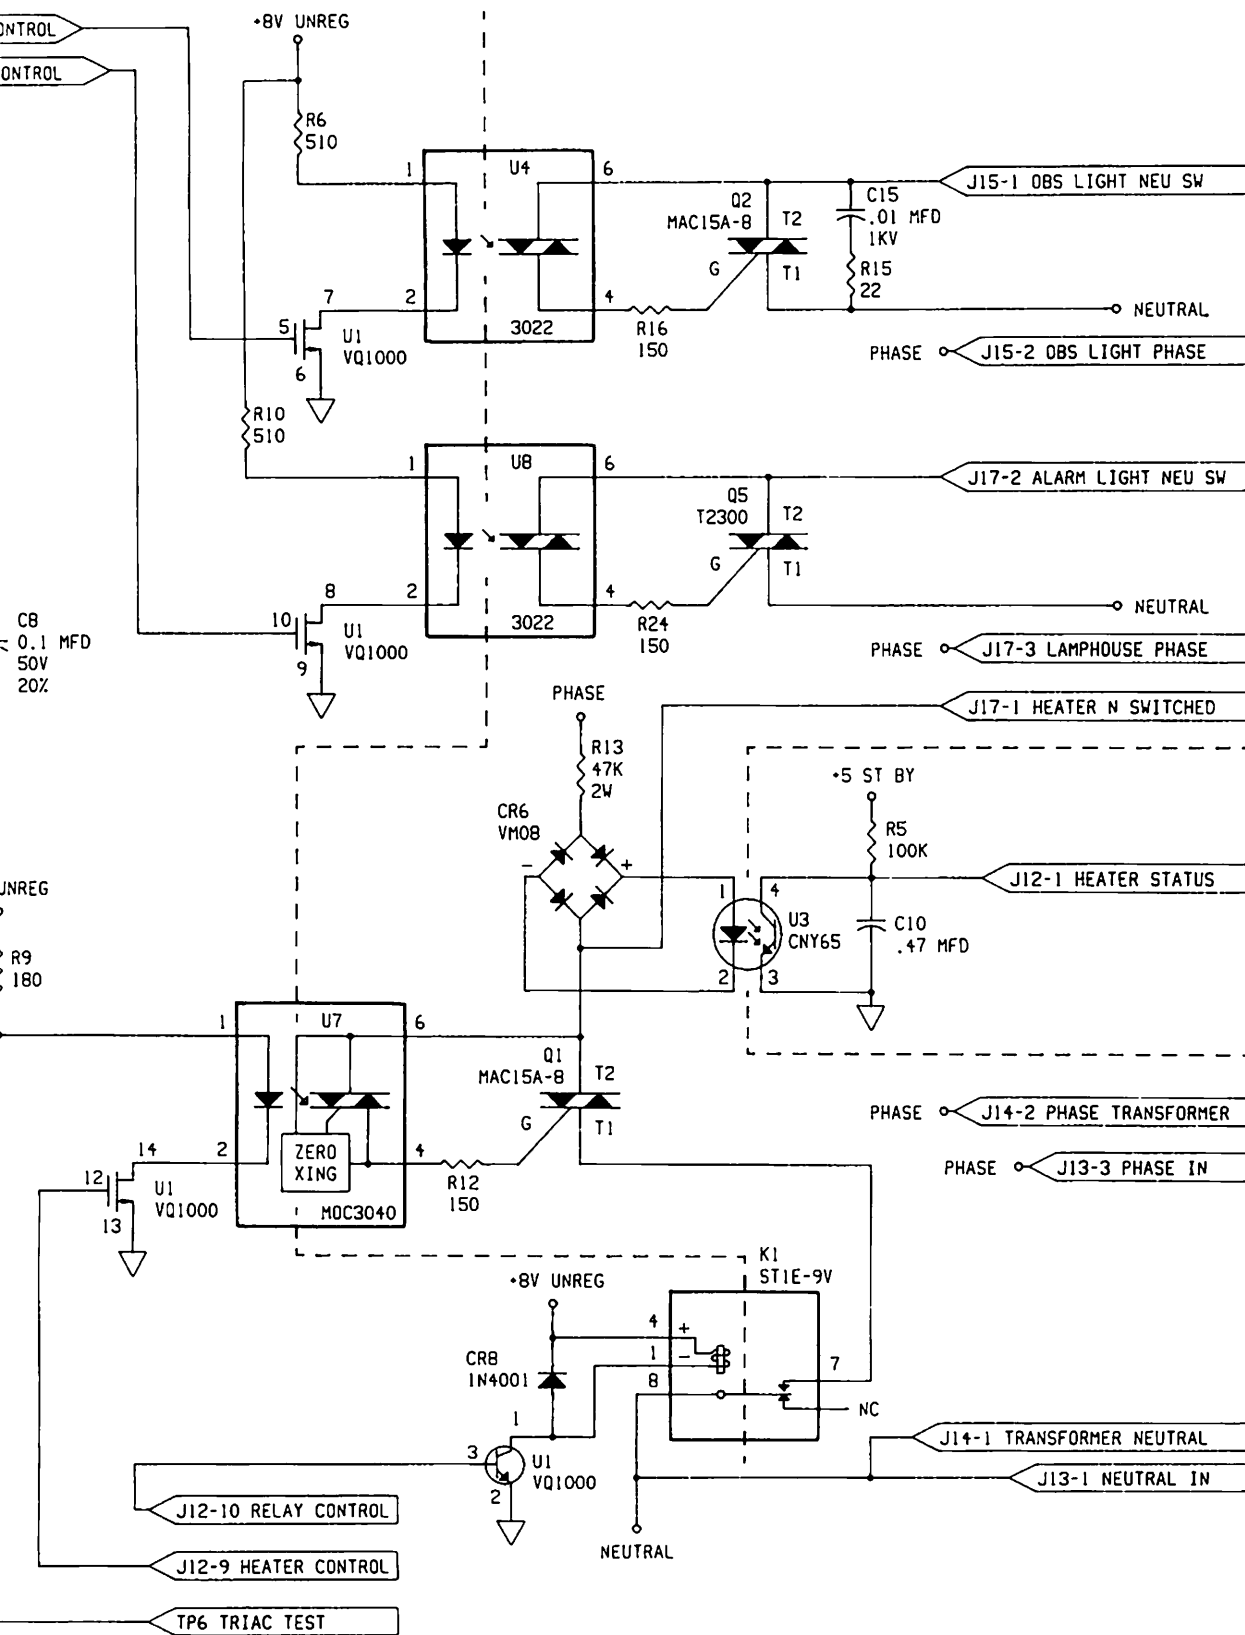 ONTROL
ONTROL
+8V UNREG
R6
510
1
U4
6
J15-1 OBS LIGHT NEU SW
Q2
MAC15A-8
T2
C15
.01 MFD
1KV
G
T1
R15
22
7
2
4
5
U1
VQ1000
3022
R16
150
NEUTRAL
6
PHASE
J15-2 OBS LIGHT PHASE
R10
510
1
U8
6
J17-2 ALARM LIGHT NEU SW
Q5
T2300
T2
G
T1
8
2
4
10
U1
VQ1000
3022
R24
150
NEUTRAL
9
C8
0.1 MFD
50V
20%
PHASE
J17-3 LAMPHOUSE PHASE
PHASE
J17-1 HEATER N SWITCHED
R13
47K
2W
+5 ST BY
CR6
VM08
R5
100K
-
+
1
4
J12-1 HEATER STATUS
UNREG
U3
CNY65
C10
.47 MFD
R9
180
2
3
1
U7
6
Q1
MAC15A-8
T2
G
T1
PHASE
J14-2 PHASE TRANSFORMER
14
2
ZERO
XING
4
PHASE
J13-3 PHASE IN
12
U1
VQ1000
R12
150
13
MOC3040
K1
ST1E-9V
+8V UNREG
4
+
CR8
1N4001
1
-
7
8
NC
1
J14-1 TRANSFORMER NEUTRAL
3
U1
VQ1000
J13-1 NEUTRAL IN
2
J12-10 RELAY CONTROL
NEUTRAL
J12-9 HEATER CONTROL
TP6 TRIAC TEST